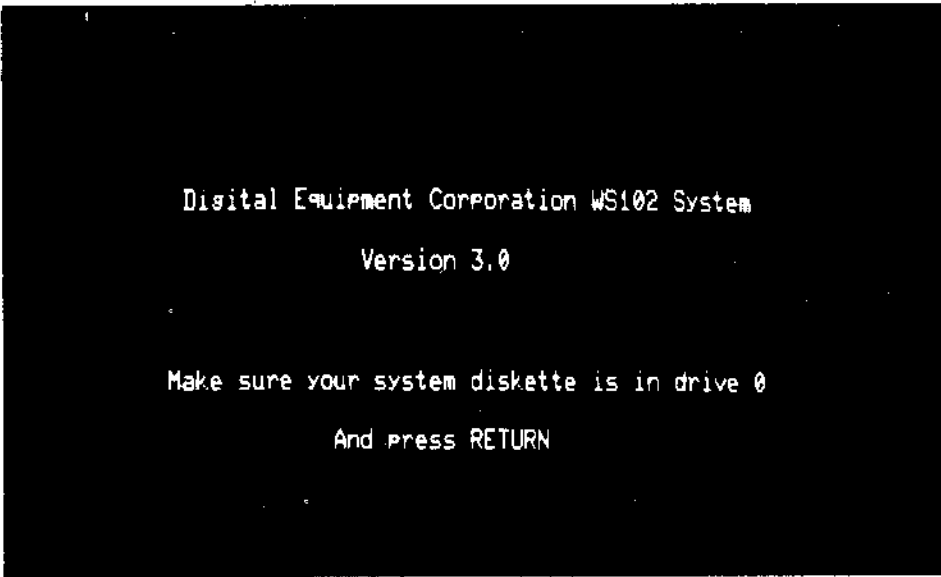 Digital Equipment Corporation WS102 System
Version 3.0
Make sure your system diskette is in drive 0
And press RETURN